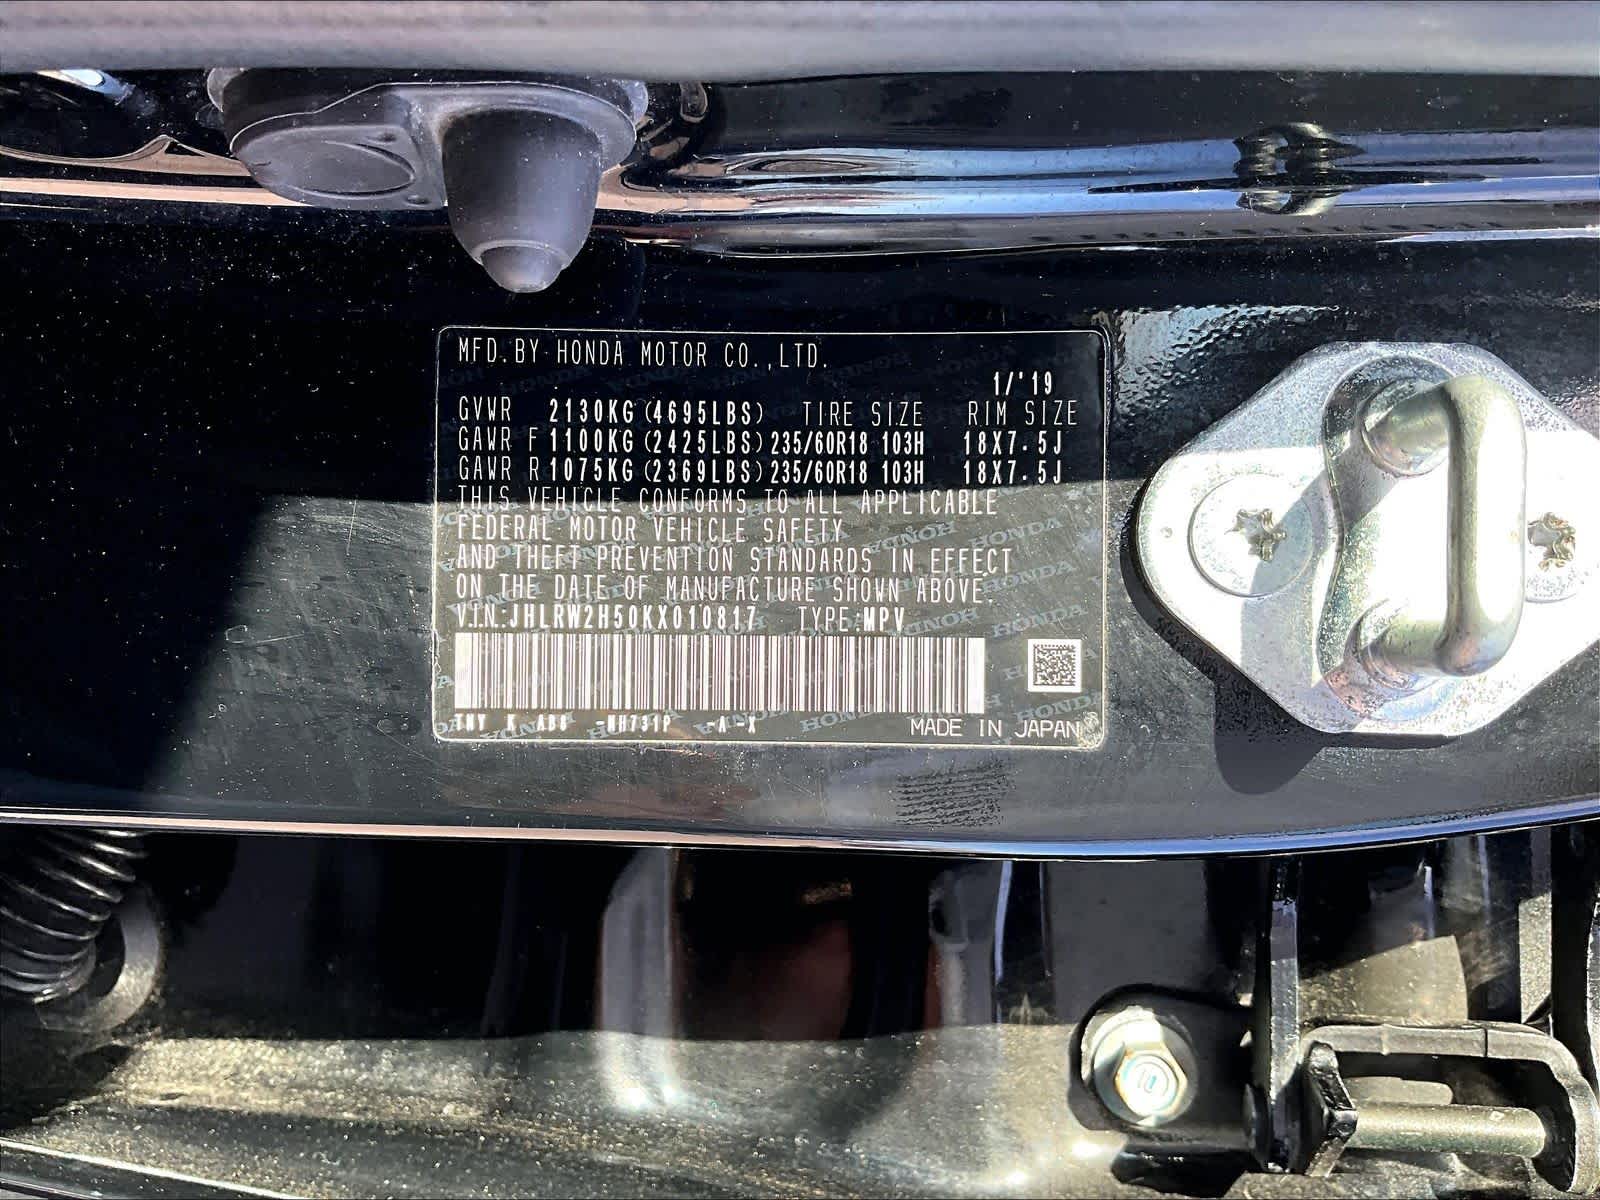 MFD.BY HONDA MOTOR CO.,LTD.
1/'19
GVWR 2130KG(4695LBS) TIRE SIZE RIM SIZE
GAWR F 1100KG(2425LBS) 235/60R18 103H 18X7.5J
GAWR R 1075KG(2369LBS) 235/60R18 103H 18X7.5J
THIS VEHICLE CONFORMS TO ALL APPLICABLE
FEDERAL MOTOR VEHICLE SAFETY
AND THEFT PREVENTION STANDARDS IN EFFECT
ON THE DATE OF MANUFACTURE SHOWN ABOVE.
V.I.N:JHLRW2H50KX010817 TYPE:MPV
K -NH731P -A -X MADE IN JAPAN